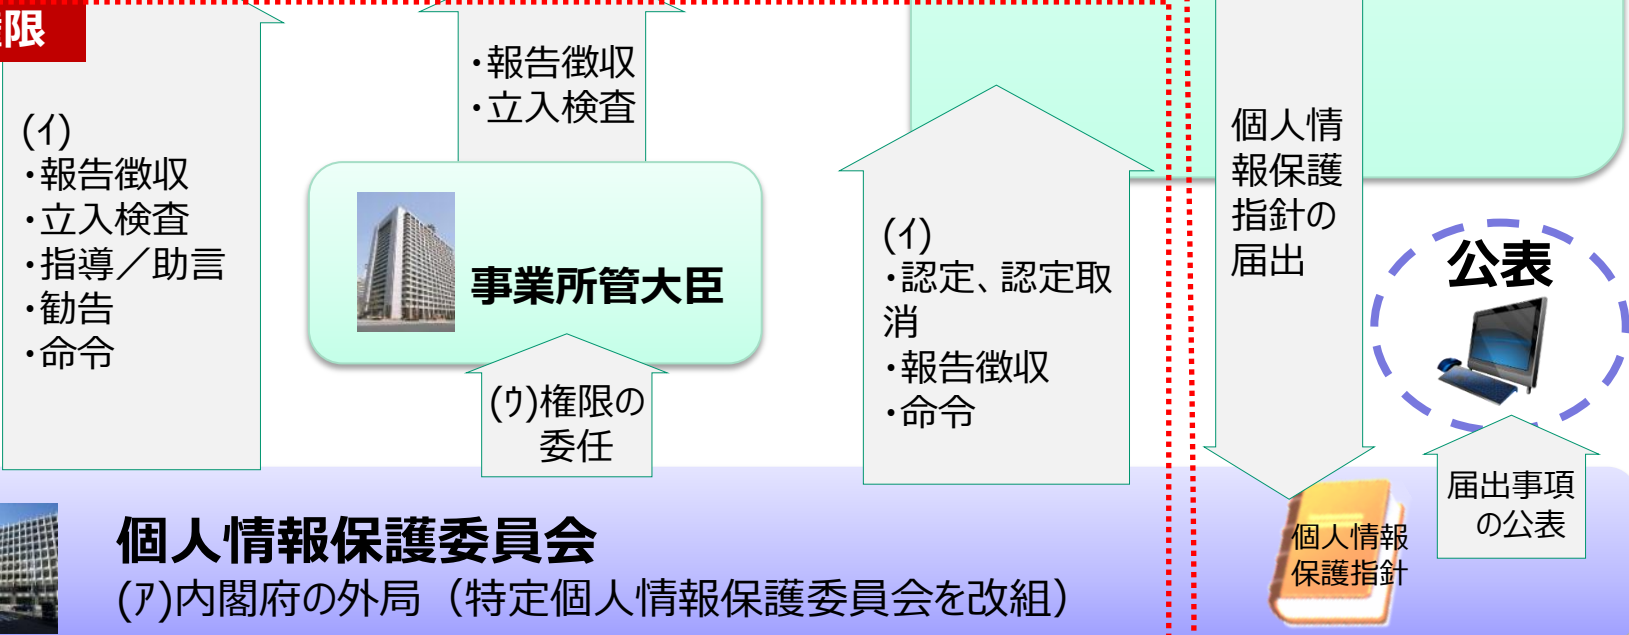 限
・報告徴収
・立入検査
(ｲ)
・報告徴収
・立入検査
・指導／助言
・勧告
・命令
事業所管大臣
(ｳ)権限の
委任
(ｲ)
・認定、認定取
消
・報告徴収
・命令
個人情
報保護
指針の
届出
公表
届出事項
の公表
個人情報
保護指針
個人情報保護委員会
(ｱ)内閣府の外局（特定個人情報保護委員会を改組）